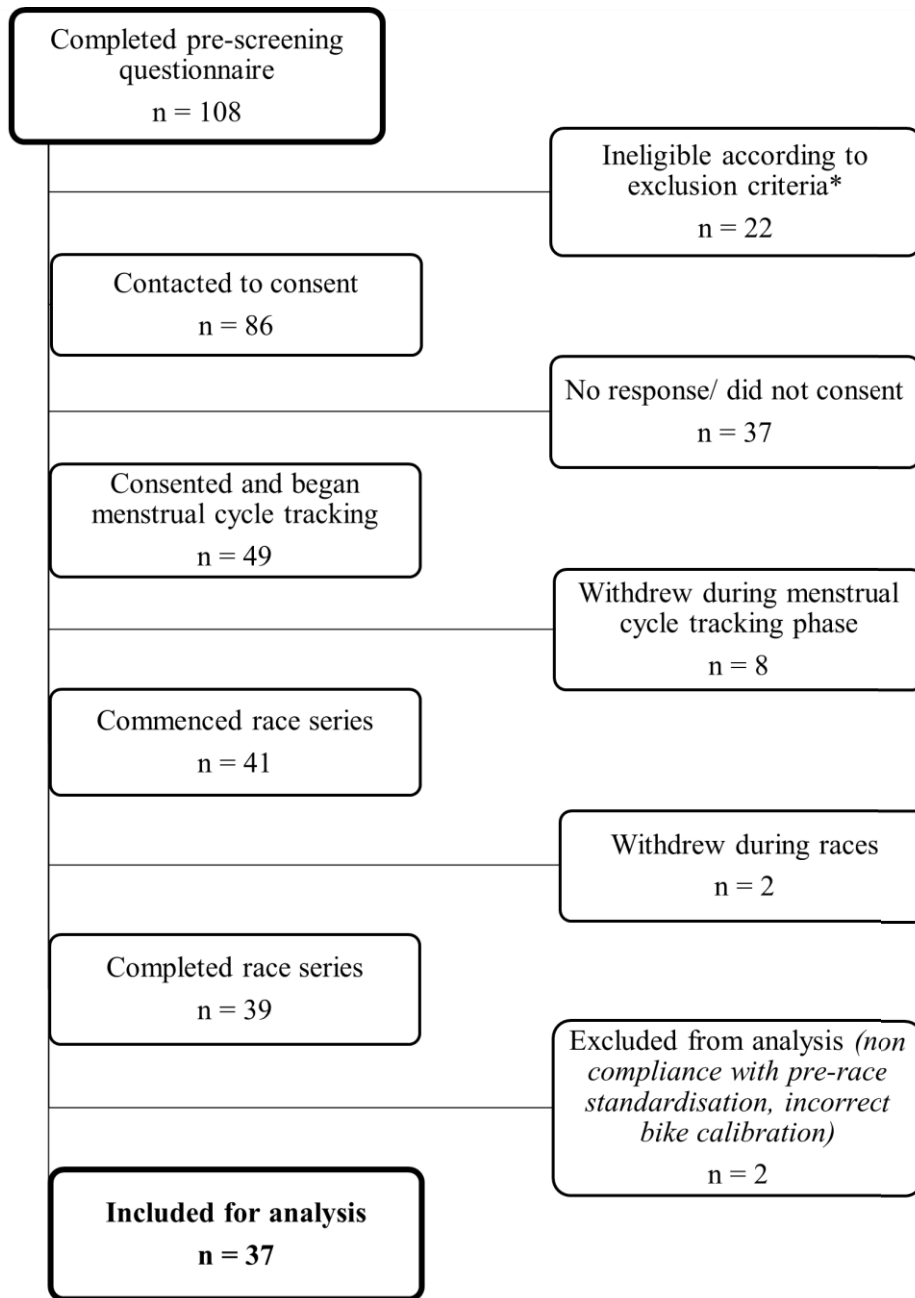 Completed pre-screening
questionnaire
n = 108
Ineligible according to
exclusion criteria*
n = 22
Contacted to consent
n = 86
No response/ did not consent
n = 37
Consented and began
menstrual cycle tracking
n = 49
Withdrew during menstrual
cycle tracking phase
n = 8
Commenced race series
n = 41
Withdrew during races
n = 2
Completed race series
n = 39
Excluded from analysis (non
compliance with pre-race
standardisation, incorrect
bike calibration)
n = 2
Included for analysis
n = 37